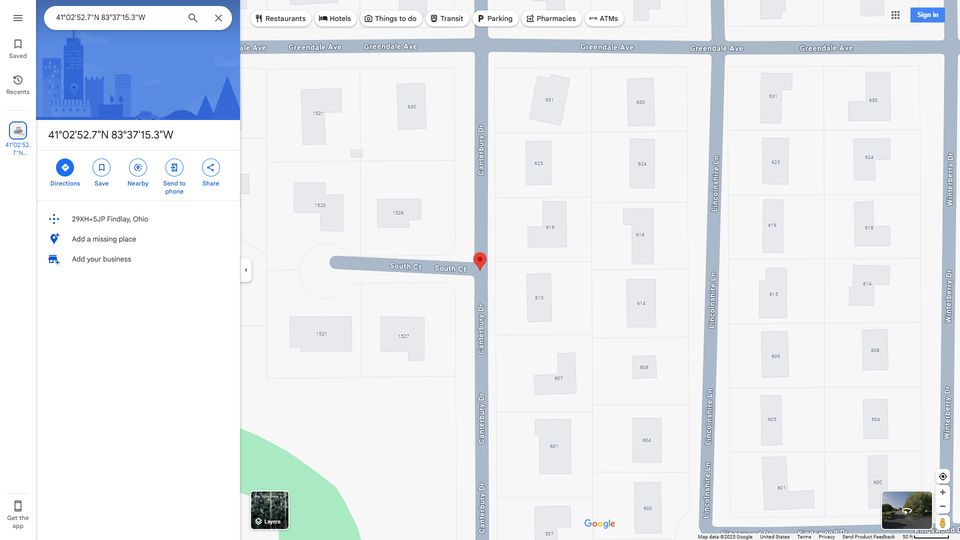 41°02'52.7"N 83°37'15.3"W
Restaurants
Hotels
Things to do
Transit
Parking
Pharmacies
ATMs
Sign in
Saved
Recents
41°02'52.
7"N...
41°02'52.7"N 83°37'15.3"W
Directions
Save
Nearby
Send to
phone
Share
29XH+5JP Findlay, Ohio
Add a missing place
Add your business
Get the
app
Greendale Ave
Greendale Ave
Greendale Ave
Greendale Ave
Greendale Ave
Greendale Ave
1521
630
631
630
631
630
Canterbury Dr
625
624
625
624
Lincolnshire Ln
Winterberry Dr
1520
1526
619
618
619
618
South Ct
South Ct
613
614
615
614
Canterbury Dr
Lincolnshire Ln
Winterberry Dr
1521
1527
607
608
609
608
Canterbury Dr
Lincolnshire Ln
Winterberry Dr
601
604
605
604
Canterbury Dr
Lincolnshire Ln
600
601
600
537
Layers
Google
Map data ©2025 Google
United States
Terms
Privacy
Send Product Feedback
50 ft